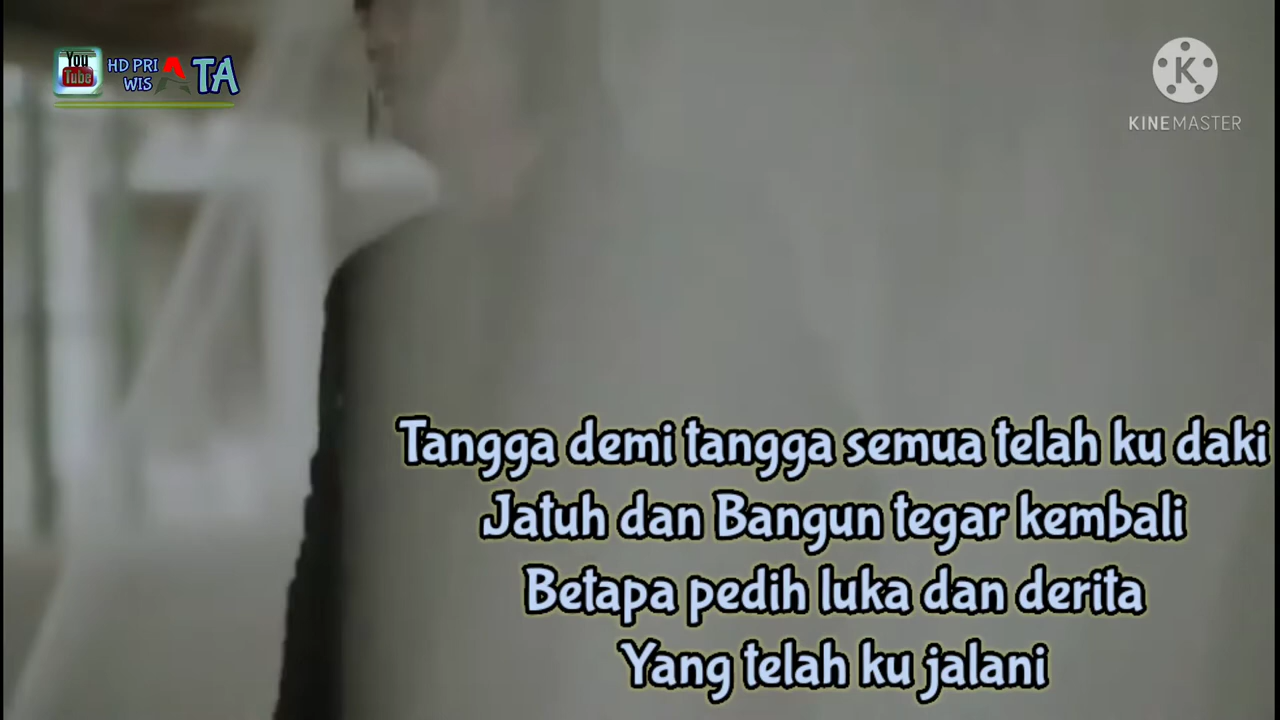 You
Tube
HD PRI
WIS ATA
KINEMASTER
Tangga demi tangga semua telah ku daki
Jatuh dan Bangun tegar kembali
Betapa pedih luka dan derita
Yang telah ku jalani